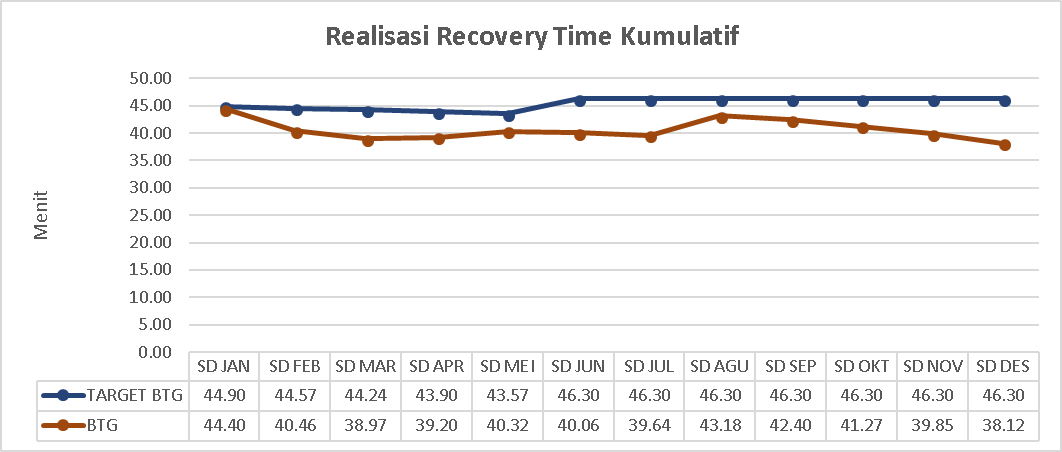 Realisasi Recovery Time Kumulatif
Menit
50.00
45.00
40.00
35.00
30.00
25.00
20.00
15.00
10.00
5.00
0.00
SD JAN SD FEB SD MAR SD APR SD MEI SD JUN SD JUL SD AGU SD SEP SD OKT SD NOV SD DES
TARGET BTG 44.90 44.57 44.24 43.90 43.57 46.30 46.30 46.30 46.30 46.30 46.30 46.30
BTG 44.40 40.46 38.97 39.20 40.32 40.06 39.64 43.18 42.40 41.27 39.85 38.12